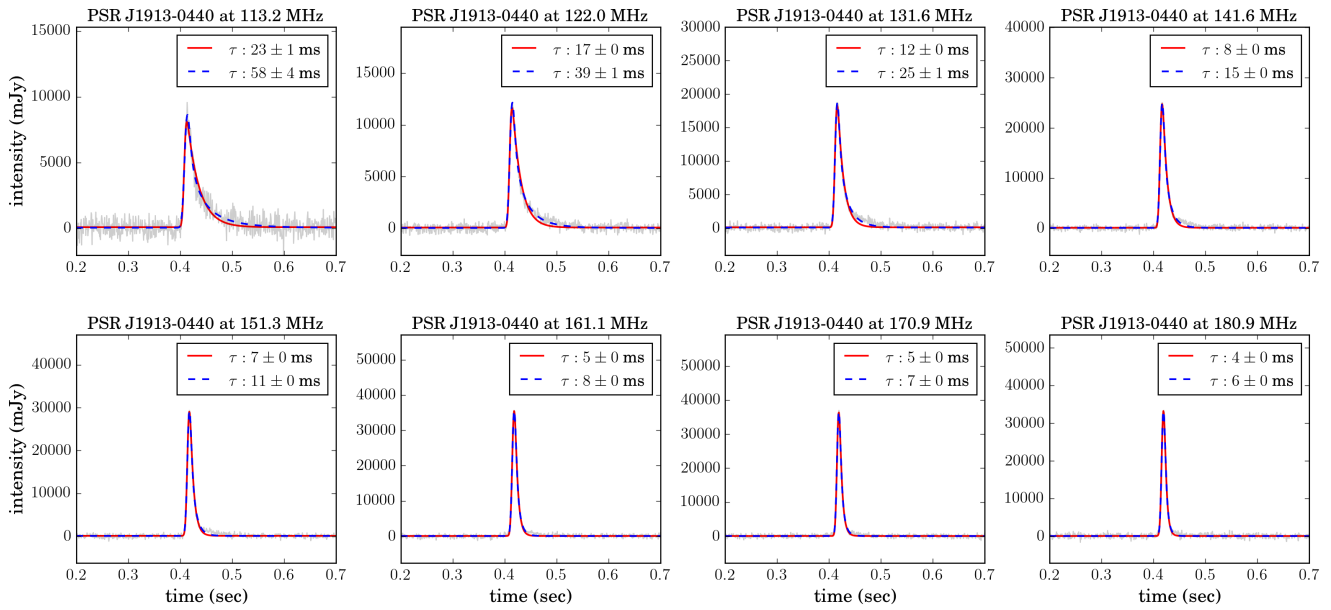 PSR J1913-0440 at 113.2 MHz
15000
10000
5000
0
intensity (mJy)
τ : 23 ± 1 ms
τ : 58 ± 4 ms
0.2 0.3 0.4 0.5 0.6 0.7
PSR J1913-0440 at 122.0 MHz
15000
10000
5000
0
τ : 17 ± 0 ms
τ : 39 ± 1 ms
0.2 0.3 0.4 0.5 0.6 0.7
PSR J1913-0440 at 131.6 MHz
30000
25000
20000
15000
10000
5000
0
5000
τ : 12 ± 0 ms
τ : 25 ± 1 ms
0.2 0.3 0.4 0.5 0.6 0.7
PSR J1913-0440 at 141.6 MHz
40000
30000
20000
10000
0
τ : 8 ± 0 ms
τ : 15 ± 0 ms
0.2 0.3 0.4 0.5 0.6 0.7
PSR J1913-0440 at 151.3 MHz
40000
30000
20000
10000
0
intensity (mJy)
τ : 7 ± 0 ms
τ : 11 ± 0 ms
0.2 0.3 0.4 0.5 0.6 0.7
time (sec)
PSR J1913-0440 at 161.1 MHz
50000
40000
30000
20000
10000
0
τ : 5 ± 0 ms
τ : 8 ± 0 ms
0.2 0.3 0.4 0.5 0.6 0.7
time (sec)
PSR J1913-0440 at 170.9 MHz
50000
40000
30000
20000
10000
0
τ : 5 ± 0 ms
τ : 7 ± 0 ms
0.2 0.3 0.4 0.5 0.6 0.7
time (sec)
PSR J1913-0440 at 180.9 MHz
50000
40000
30000
20000
10000
0
τ : 4 ± 0 ms
τ : 6 ± 0 ms
0.2 0.3 0.4 0.5 0.6 0.7
time (sec)